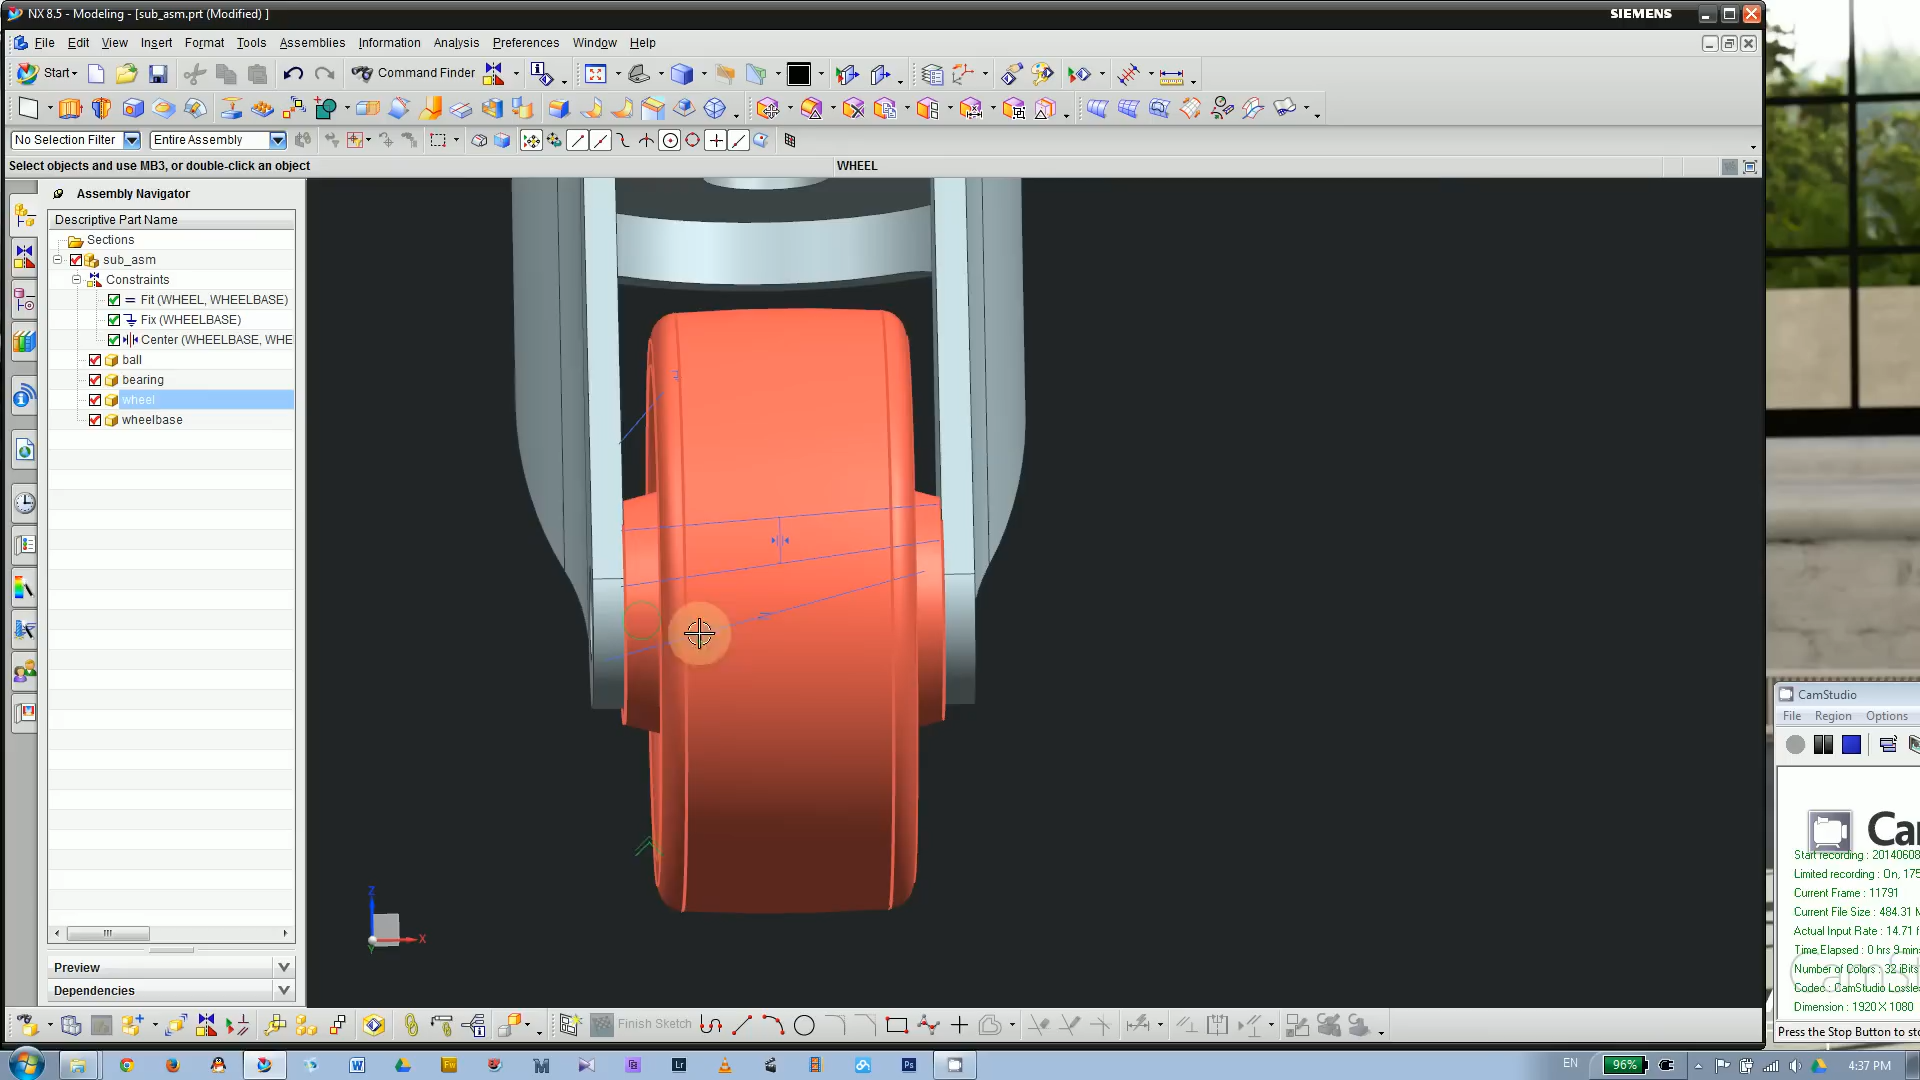 NX 8.5 - Modeling - [sub_asm.prt (Modified) ]
SIEMENS
File Edit View Insert Format Tools Assemblies Information Analysis Preferences Window Help
Start Command Finder
No Selection Filter Entire Assembly
Select objects and use MB3, or double-click an object
WHEEL
Assembly Navigator
Descriptive Part Name
Sections
sub_asm
Constraints
Fit (WHEEL, WHEELBASE)
Fix (WHEELBASE)
Center (WHEELBASE, WHE
ball
bearing
wheel
wheelbase
Z
X
Y
Preview
Dependencies
Finish Sketch
CamStudio
File Region Options
Ca
Start recording : 20140608
Limited recording : On, 175
Current Frame : 11791
Current File Size : 484.31 M
Actual Input Rate : 14.71 f
Time Elapsed : 0 hrs 9 min
Number of Colors : 32 Bits
Codec : CamStudio Lossle
Dimension : 1920 X 1080
Press the Stop Button to sto
EN
96%
4:37 PM